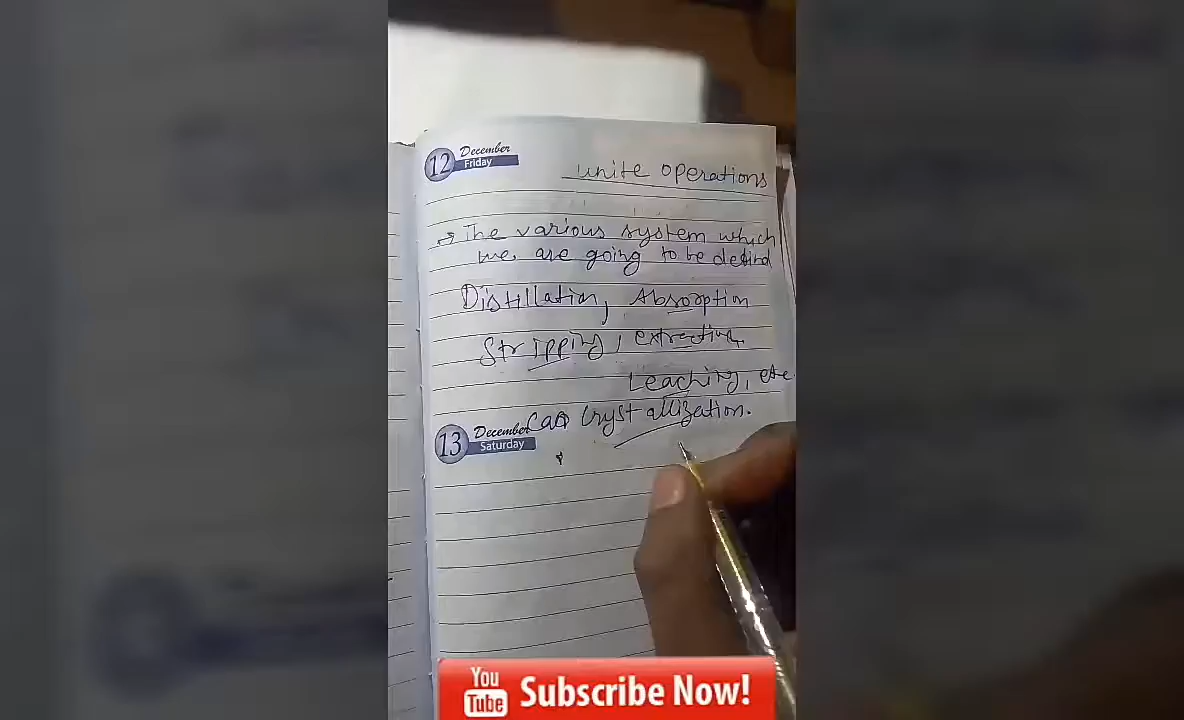 12 December
Friday
unite operations
→ The various system which
we are going to be
Distillation, Absorption
Stripping, extraction
Leaching, etc.
Crystallization.
13 December
Saturday
You
Tube
Subscribe Now!